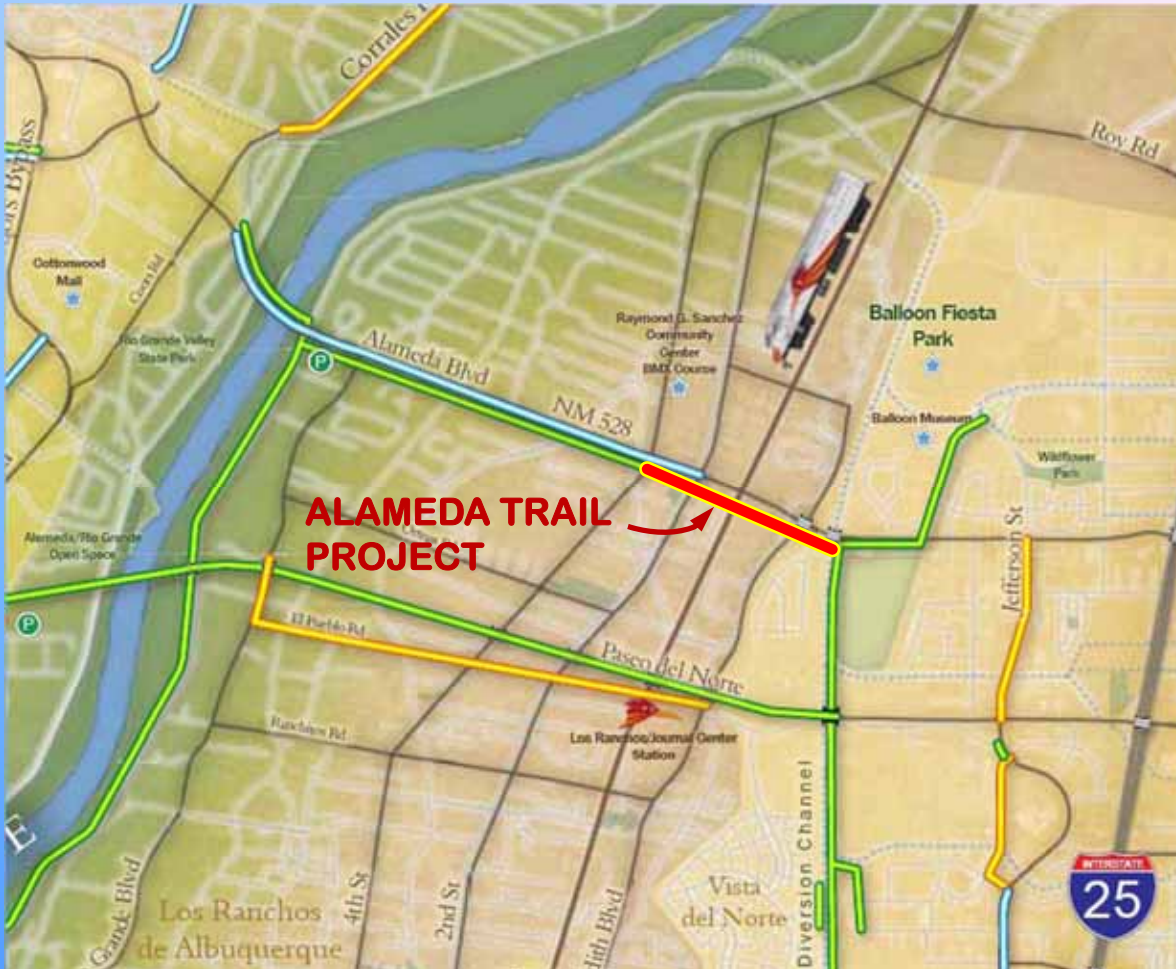 Corrales
Roy Rd
Cottonwood
Mall
Rio Grande Valley
State Park
P
Alameda Blvd
NM 528
Raymond G. Sanchez
Community
Center
BMX Course
Balloon Fiesta
Park
Balloon Museum
Wildflower
Park
ALAMEDA TRAIL
PROJECT
Alameda/Rio Grande
Open Space
P
El Pueblo Rd
Paseo del Norte
Jefferson St
Ranchitos Rd
Los Ranchos/Journal Center
Station
Diversion Channel
Grande Blvd
Los Ranchos
de Albuquerque
4th St
2nd St
dith Blvd
Vista
del Norte
E
INTERSTATE
25